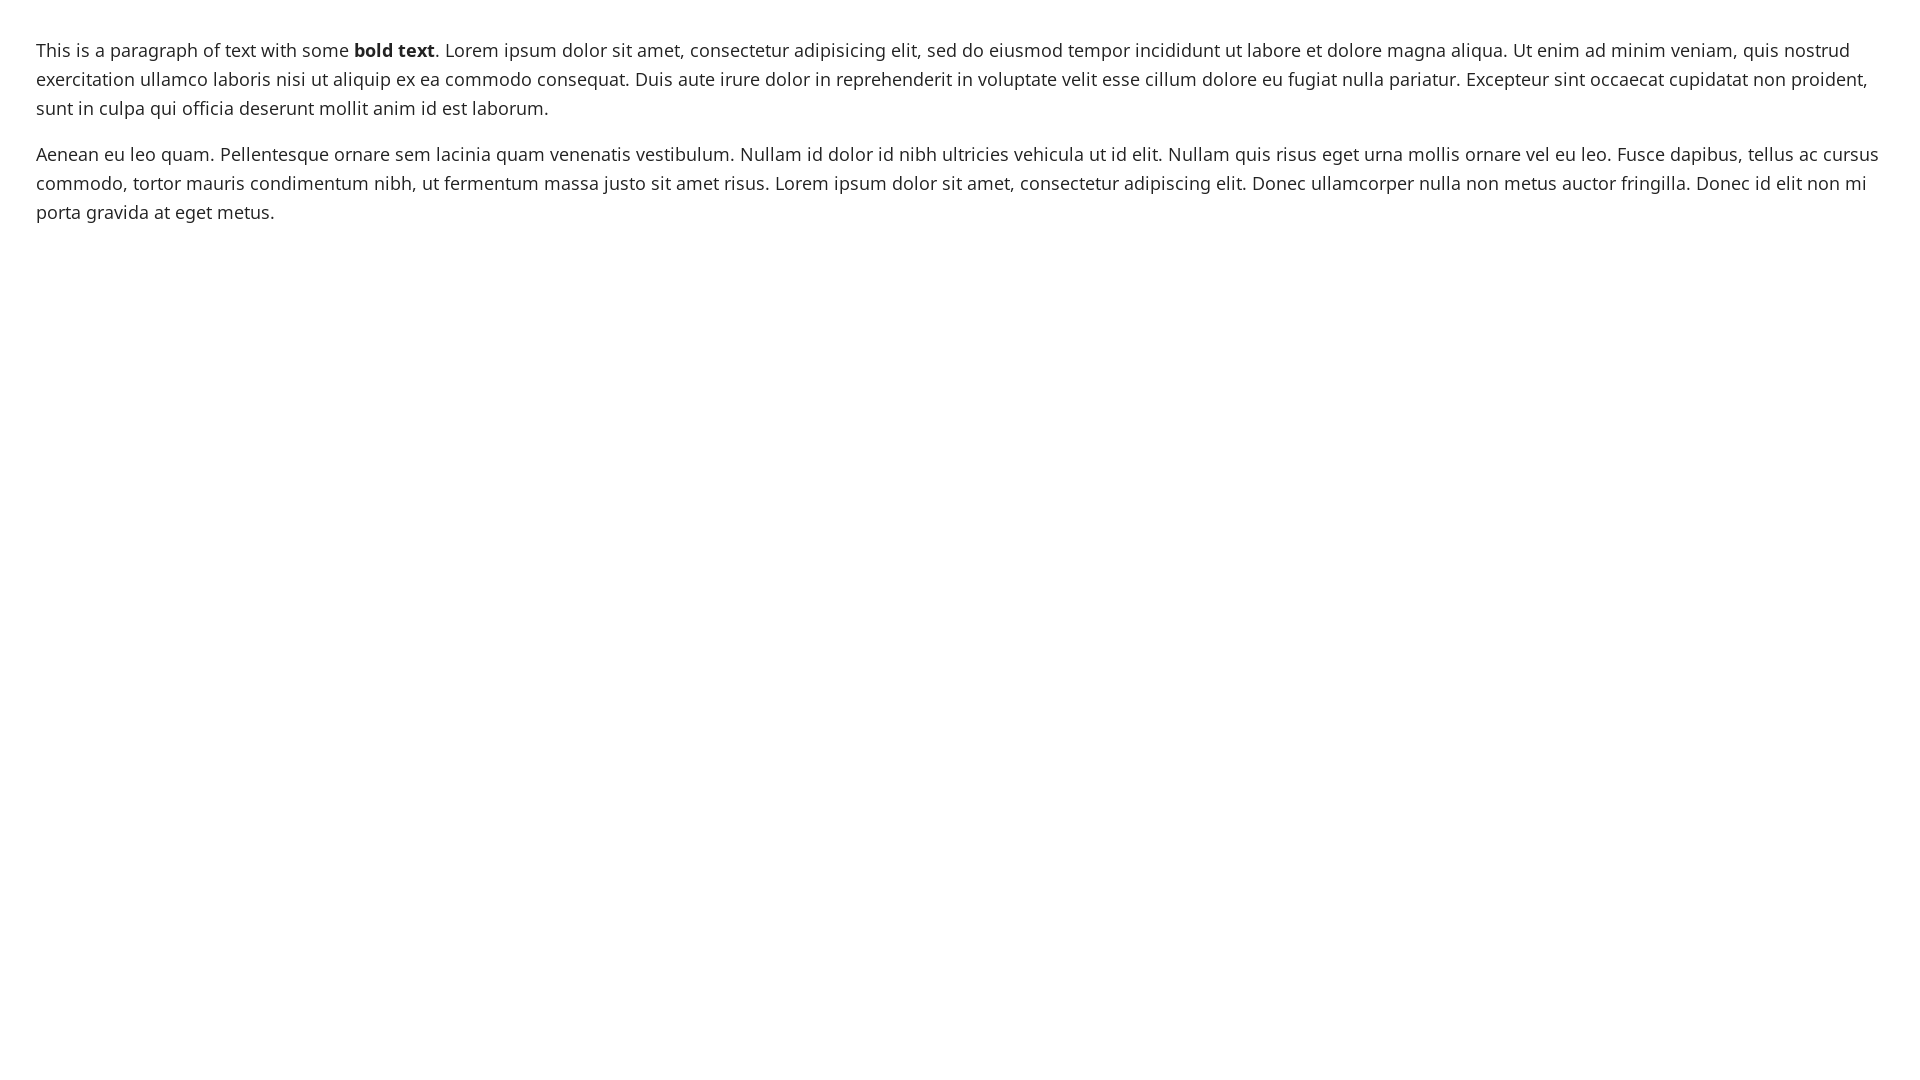 This is a paragraph of text with some bold text. Lorem ipsum dolor sit amet, consectetur adipisicing elit, sed do eiusmod tempor incididunt ut labore et dolore magna aliqua. Ut enim ad minim veniam, quis nostrud
exercitation ullamco laboris nisi ut aliquip ex ea commodo consequat. Duis aute irure dolor in reprehenderit in voluptate velit esse cillum dolore eu fugiat nulla pariatur. Excepteur sint occaecat cupidatat non proident,
sunt in culpa qui officia deserunt mollit anim id est laborum.
Aenean eu leo quam. Pellentesque ornare sem lacinia quam venenatis vestibulum. Nullam id dolor id nibh ultricies vehicula ut id elit. Nullam quis risus eget urna mollis ornare vel eu leo. Fusce dapibus, tellus ac cursus
commodo, tortor mauris condimentum nibh, ut fermentum massa justo sit amet risus. Lorem ipsum dolor sit amet, consectetur adipiscing elit. Donec ullamcorper nulla non metus auctor fringilla. Donec id elit non mi
porta gravida at eget metus.